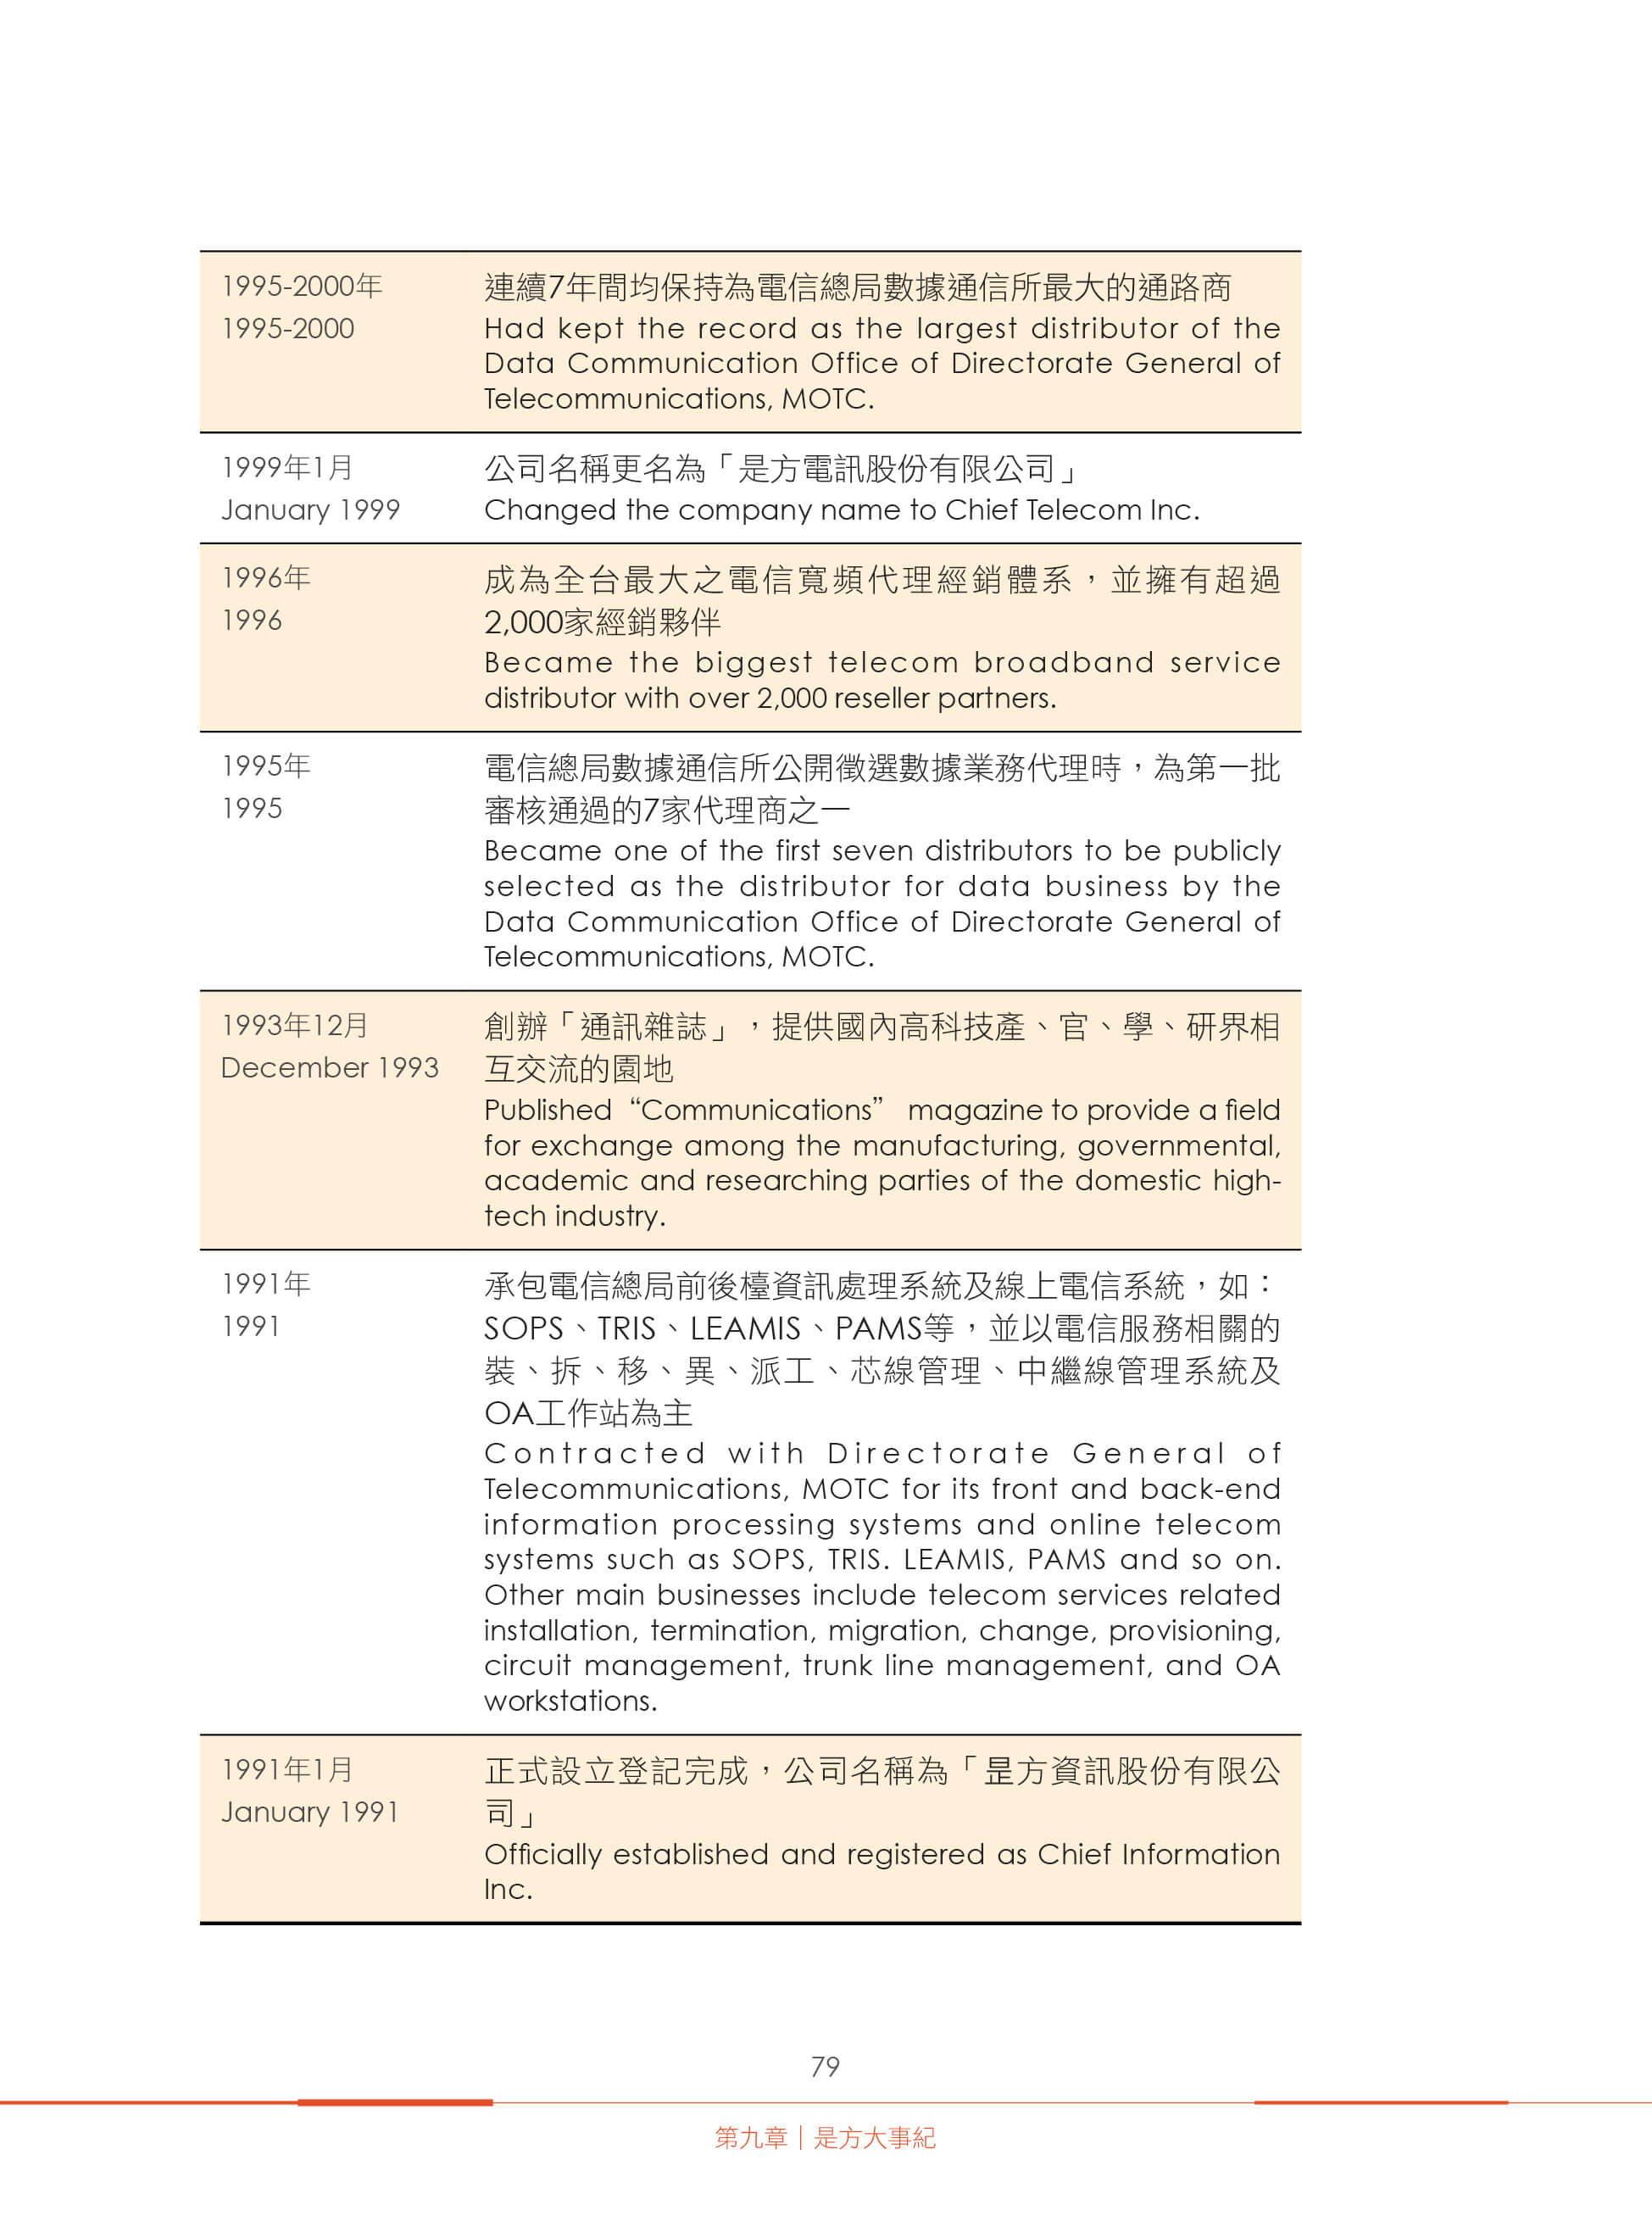 1995-2000年
1995-2000
連續7年間均保持為電信總局數據通信所最大的通路商
Had kept the record as the largest distributor of the
Data Communication Office of Directorate General of
Telecommunications, MOTC.
1999年1月
January 1999
公司名稱更名為「是方電訊股份有限公司」
Changed the company name to Chief Telecom Inc.
1996年
1996
成為全台最大之電信寬頻代理經銷體系，並擁有超過
2,000家經銷夥伴
Became the biggest telecom broadband service
distributor with over 2,000 reseller partners.
1995年
1995
電信總局數據通信所公開徵選數據業務代理時，為第一批
審核通過的7家代理商之一
Became one of the first seven distributors to be publicly
selected as the distributor for data business by the
Data Communication Office of Directorate General of
Telecommunications, MOTC.
1993年12月
December 1993
創辦「通訊雜誌」，提供國內高科技產、官、學、研界相
互交流的園地
Published “Communications” magazine to provide a field
for exchange among the manufacturing, governmental,
academic and researching parties of the domestic high-
tech industry.
1991年
1991
承包電信總局前後檯資訊處理系統及線上電信系統，如：
SOPS、TRIS、LEAMIS、PAMS等，並以電信服務相關的
裝、拆、移、異、派工、芯線管理、中繼線管理系統及
OA工作站為主
Contracted with Directorate General of
Telecommunications, MOTC for its front and back-end
information processing systems and online telecom
systems such as SOPS, TRIS. LEAMIS, PAMS and so on.
Other main businesses include telecom services related
installation, termination, migration, change, provisioning,
circuit management, trunk line management, and OA
workstations.
1991年1月
January 1991
正式設立登記完成，公司名稱為「昰方資訊股份有限公
司」
Officially established and registered as Chief Information
Inc.
79
第九章｜是方大事紀